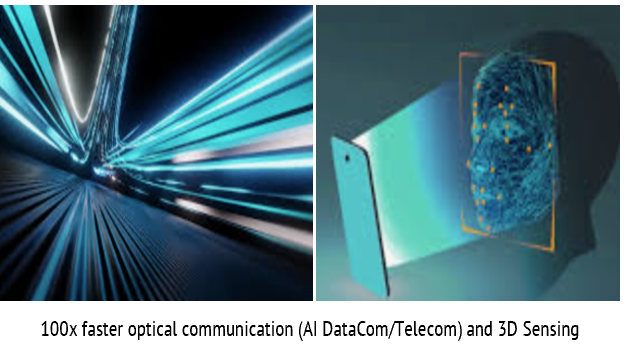 100x faster optical communication (AI DataCom/Telecom) and 3D Sensing